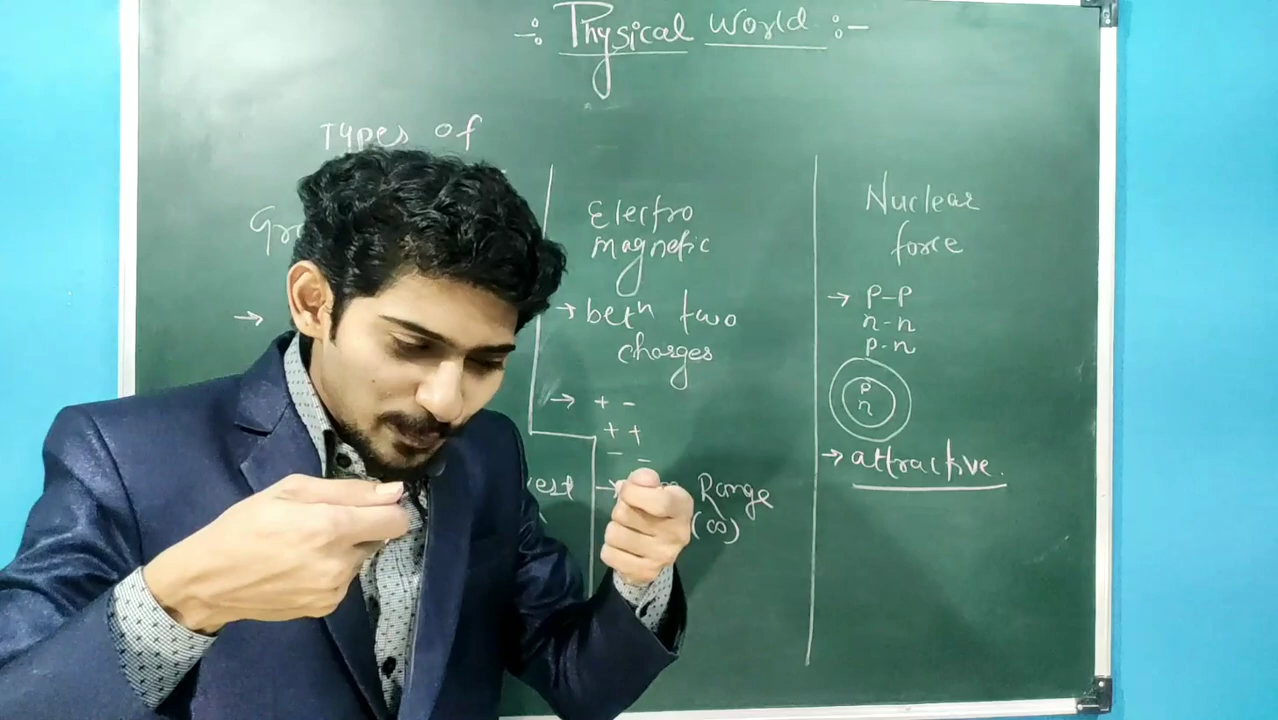 -:- Physical World -:-
Types of
→
Electro
magnetic
→ betn two
charges
→ + -
+ +
- -
Range
(∞)
Nuclear
force
→ P-P
n-n
P-n
P
n
→ attractive.